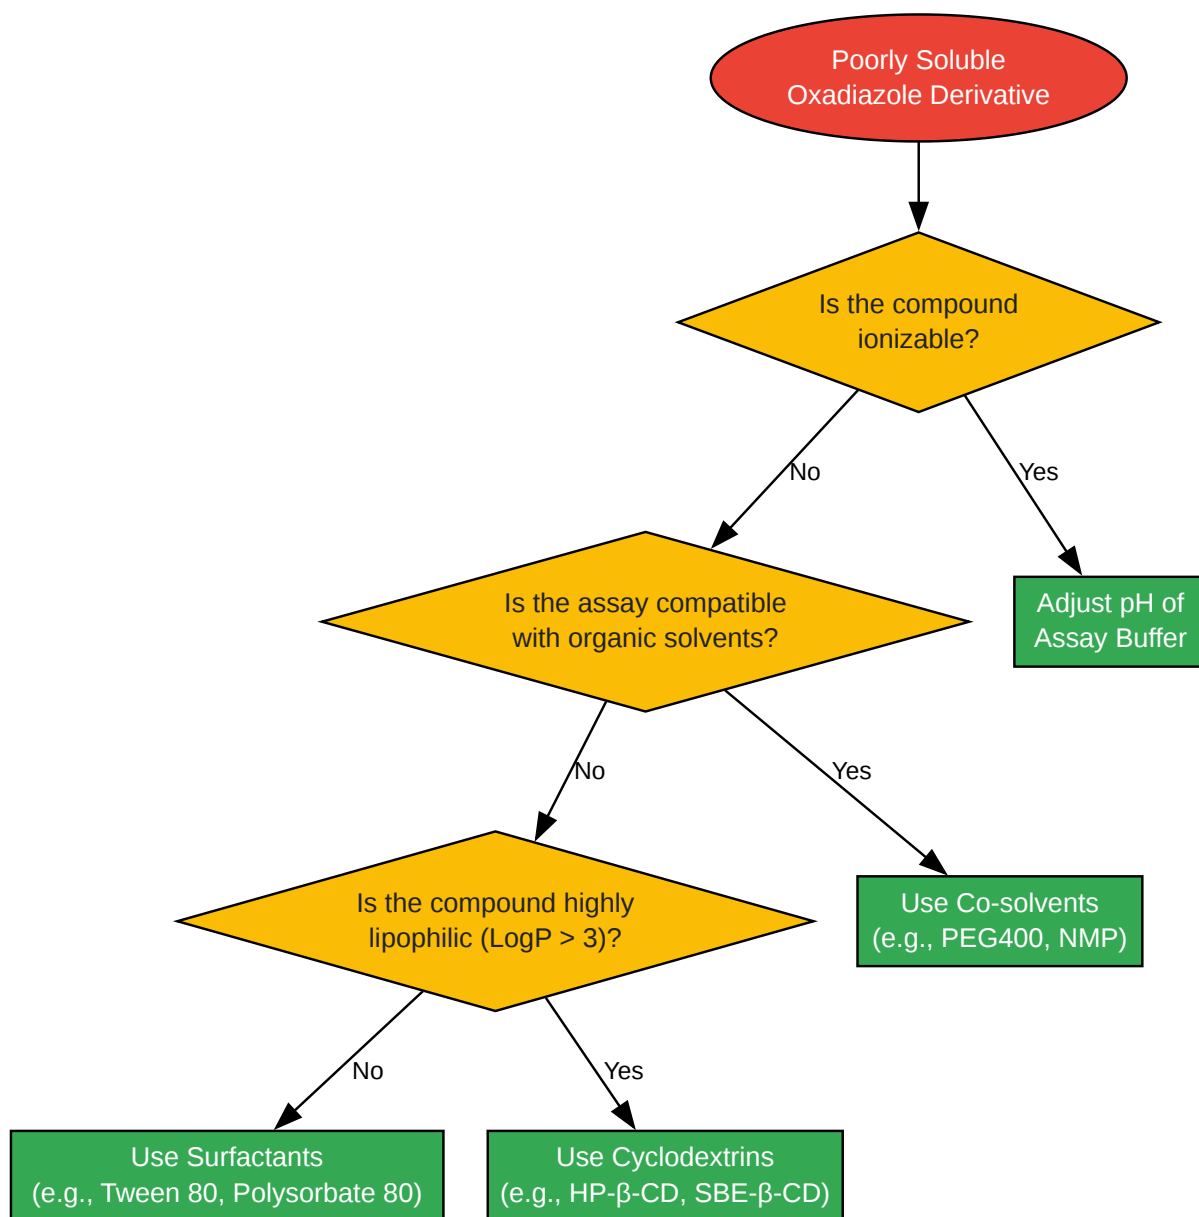 Poorly Soluble
Oxadiazole Derivative
Is the compound
ionizable?
No
Yes
Is the assay compatible
with organic solvents?
Adjust pH of
Assay Buffer
No
Yes
Is the compound highly
lipophilic (LogP > 3)?
Use Co-solvents
(e.g., PEG400, NMP)
No
Yes
Use Surfactants
(e.g., Tween 80, Polysorbate 80)
Use Cyclodextrins
(e.g., HP-β-CD, SBE-β-CD)